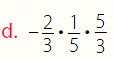 d. −2/3 • 1/5 • 5/3